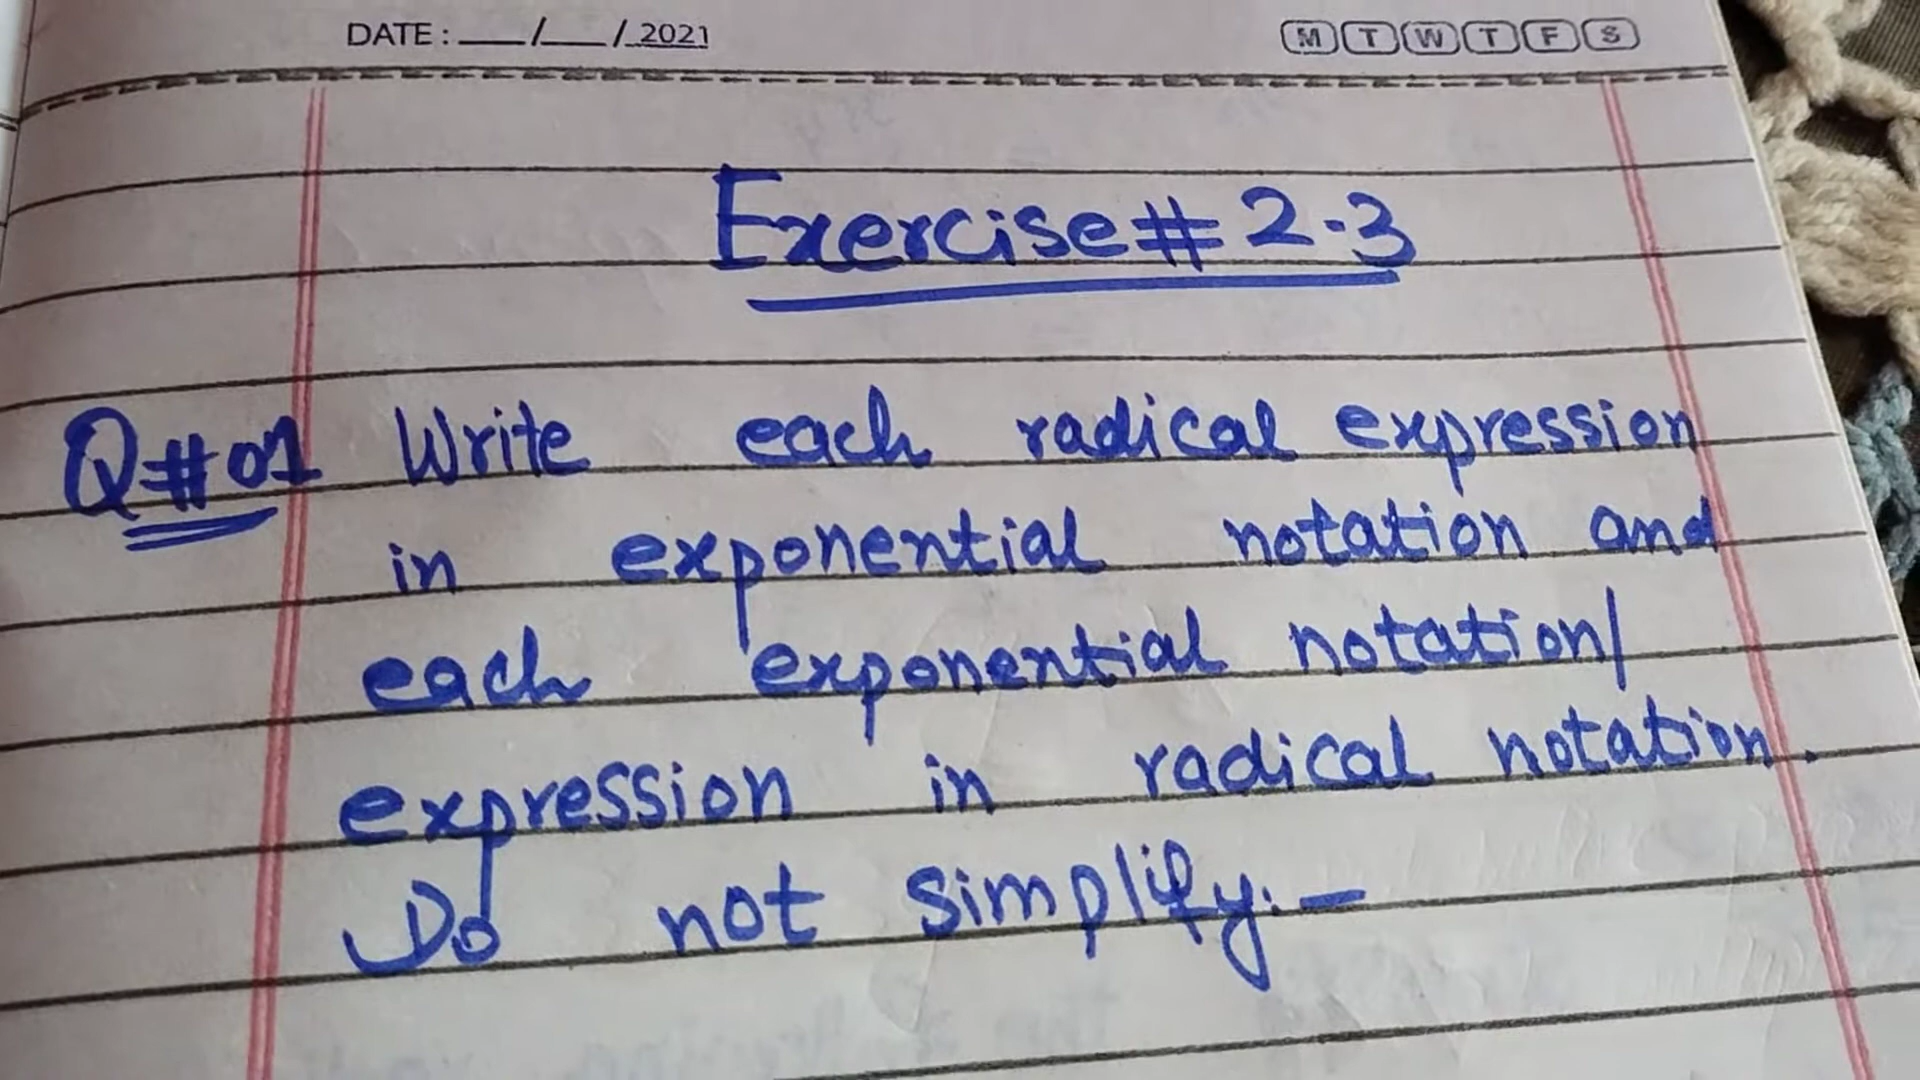 DATE : ___/___/ 2021 M T W T F S
Exercise# 2.3
Q#01 Write each radical expression
in exponential notation and
each exponential notation/
expression in radical notation.
Do not simplify.-